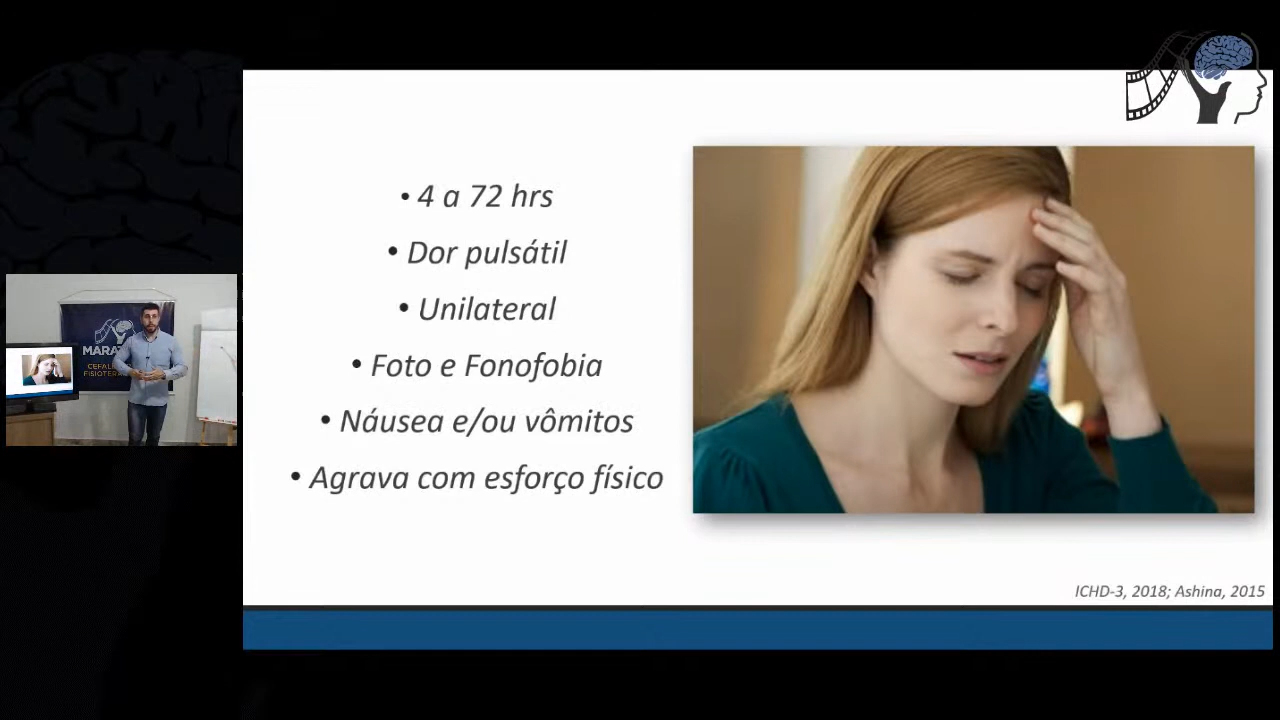 • 4 a 72 hrs
• Dor pulsátil
• Unilateral
• Foto e Fonofobia
• Náusea e/ou vômitos
• Agrava com esforço físico
ICHD-3, 2018; Ashina, 2015